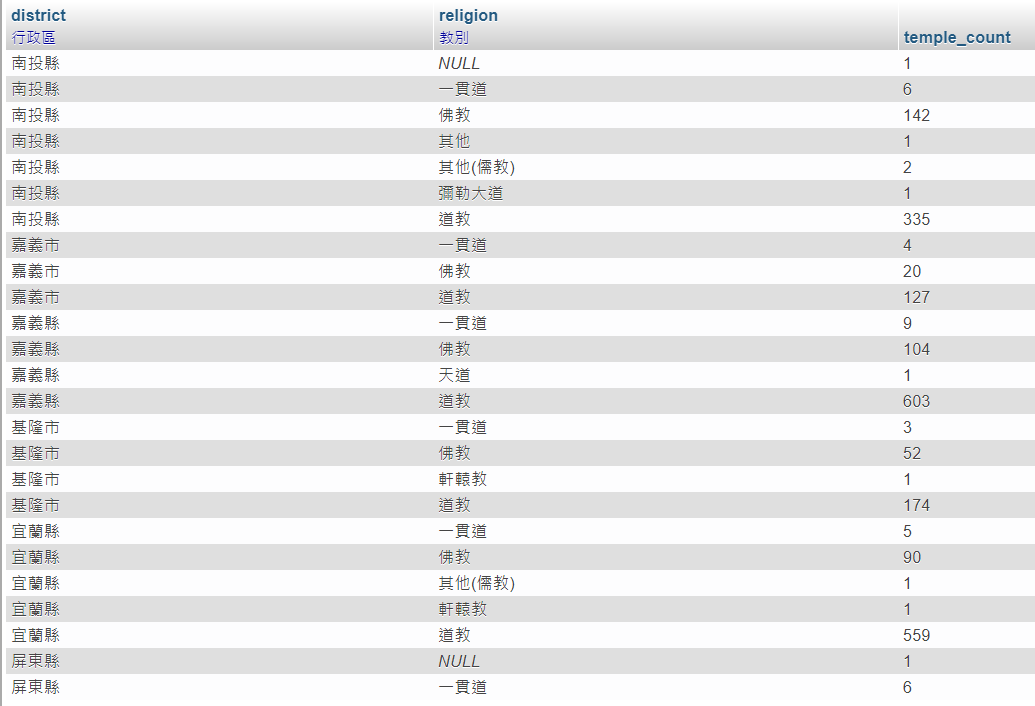 district religion
行政區 教別 temple_count
南投縣 NULL 1
南投縣 一貫道 6
南投縣 佛教 142
南投縣 其他 1
南投縣 其他(儒教) 2
南投縣 彌勒大道 1
南投縣 道教 335
嘉義市 一貫道 4
嘉義市 佛教 20
嘉義市 道教 127
嘉義縣 一貫道 9
嘉義縣 佛教 104
嘉義縣 天道 1
嘉義縣 道教 603
基隆市 一貫道 3
基隆市 佛教 52
基隆市 軒轅教 1
基隆市 道教 174
宜蘭縣 一貫道 5
宜蘭縣 佛教 90
宜蘭縣 其他(儒教) 1
宜蘭縣 軒轅教 1
宜蘭縣 道教 559
屏東縣 NULL 1
屏東縣 一貫道 6